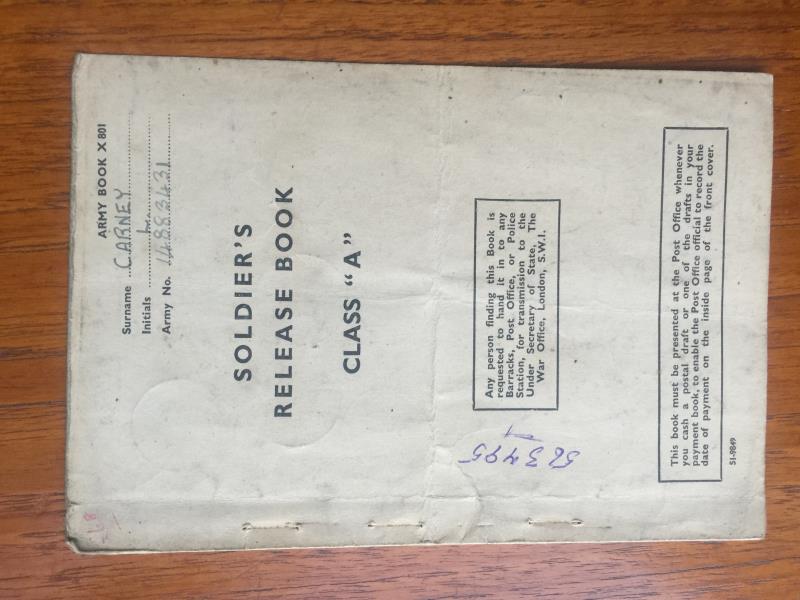 ARMY BOOK X 801
Surname CARNEY
Initials
Army No. 14883431
SOLDIER'S
RELEASE BOOK
CLASS "A"
Any person finding this Book is
requested to hand it in to any
Barracks, Post Office, or Police
Station, for transmission to the
Under Secretary of State, The
War Office, London, S.W.1.
523495
This book must be presented at the Post Office whenever
you cash a postal draft or one of the drafts in your
payment book, to enable the Post Office official to record the
date of payment on the inside page of the front cover.
51-9849